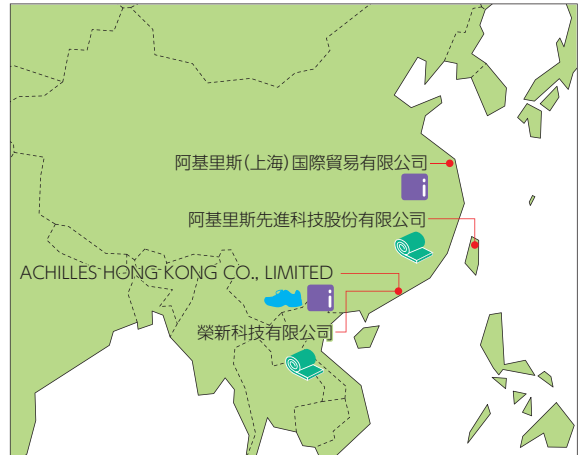 阿基里斯(上海)国際貿易有限公司
i
阿基里斯先進科技股份有限公司
ACHILLES HONG KONG CO., LIMITED
i
榮新科技有限公司